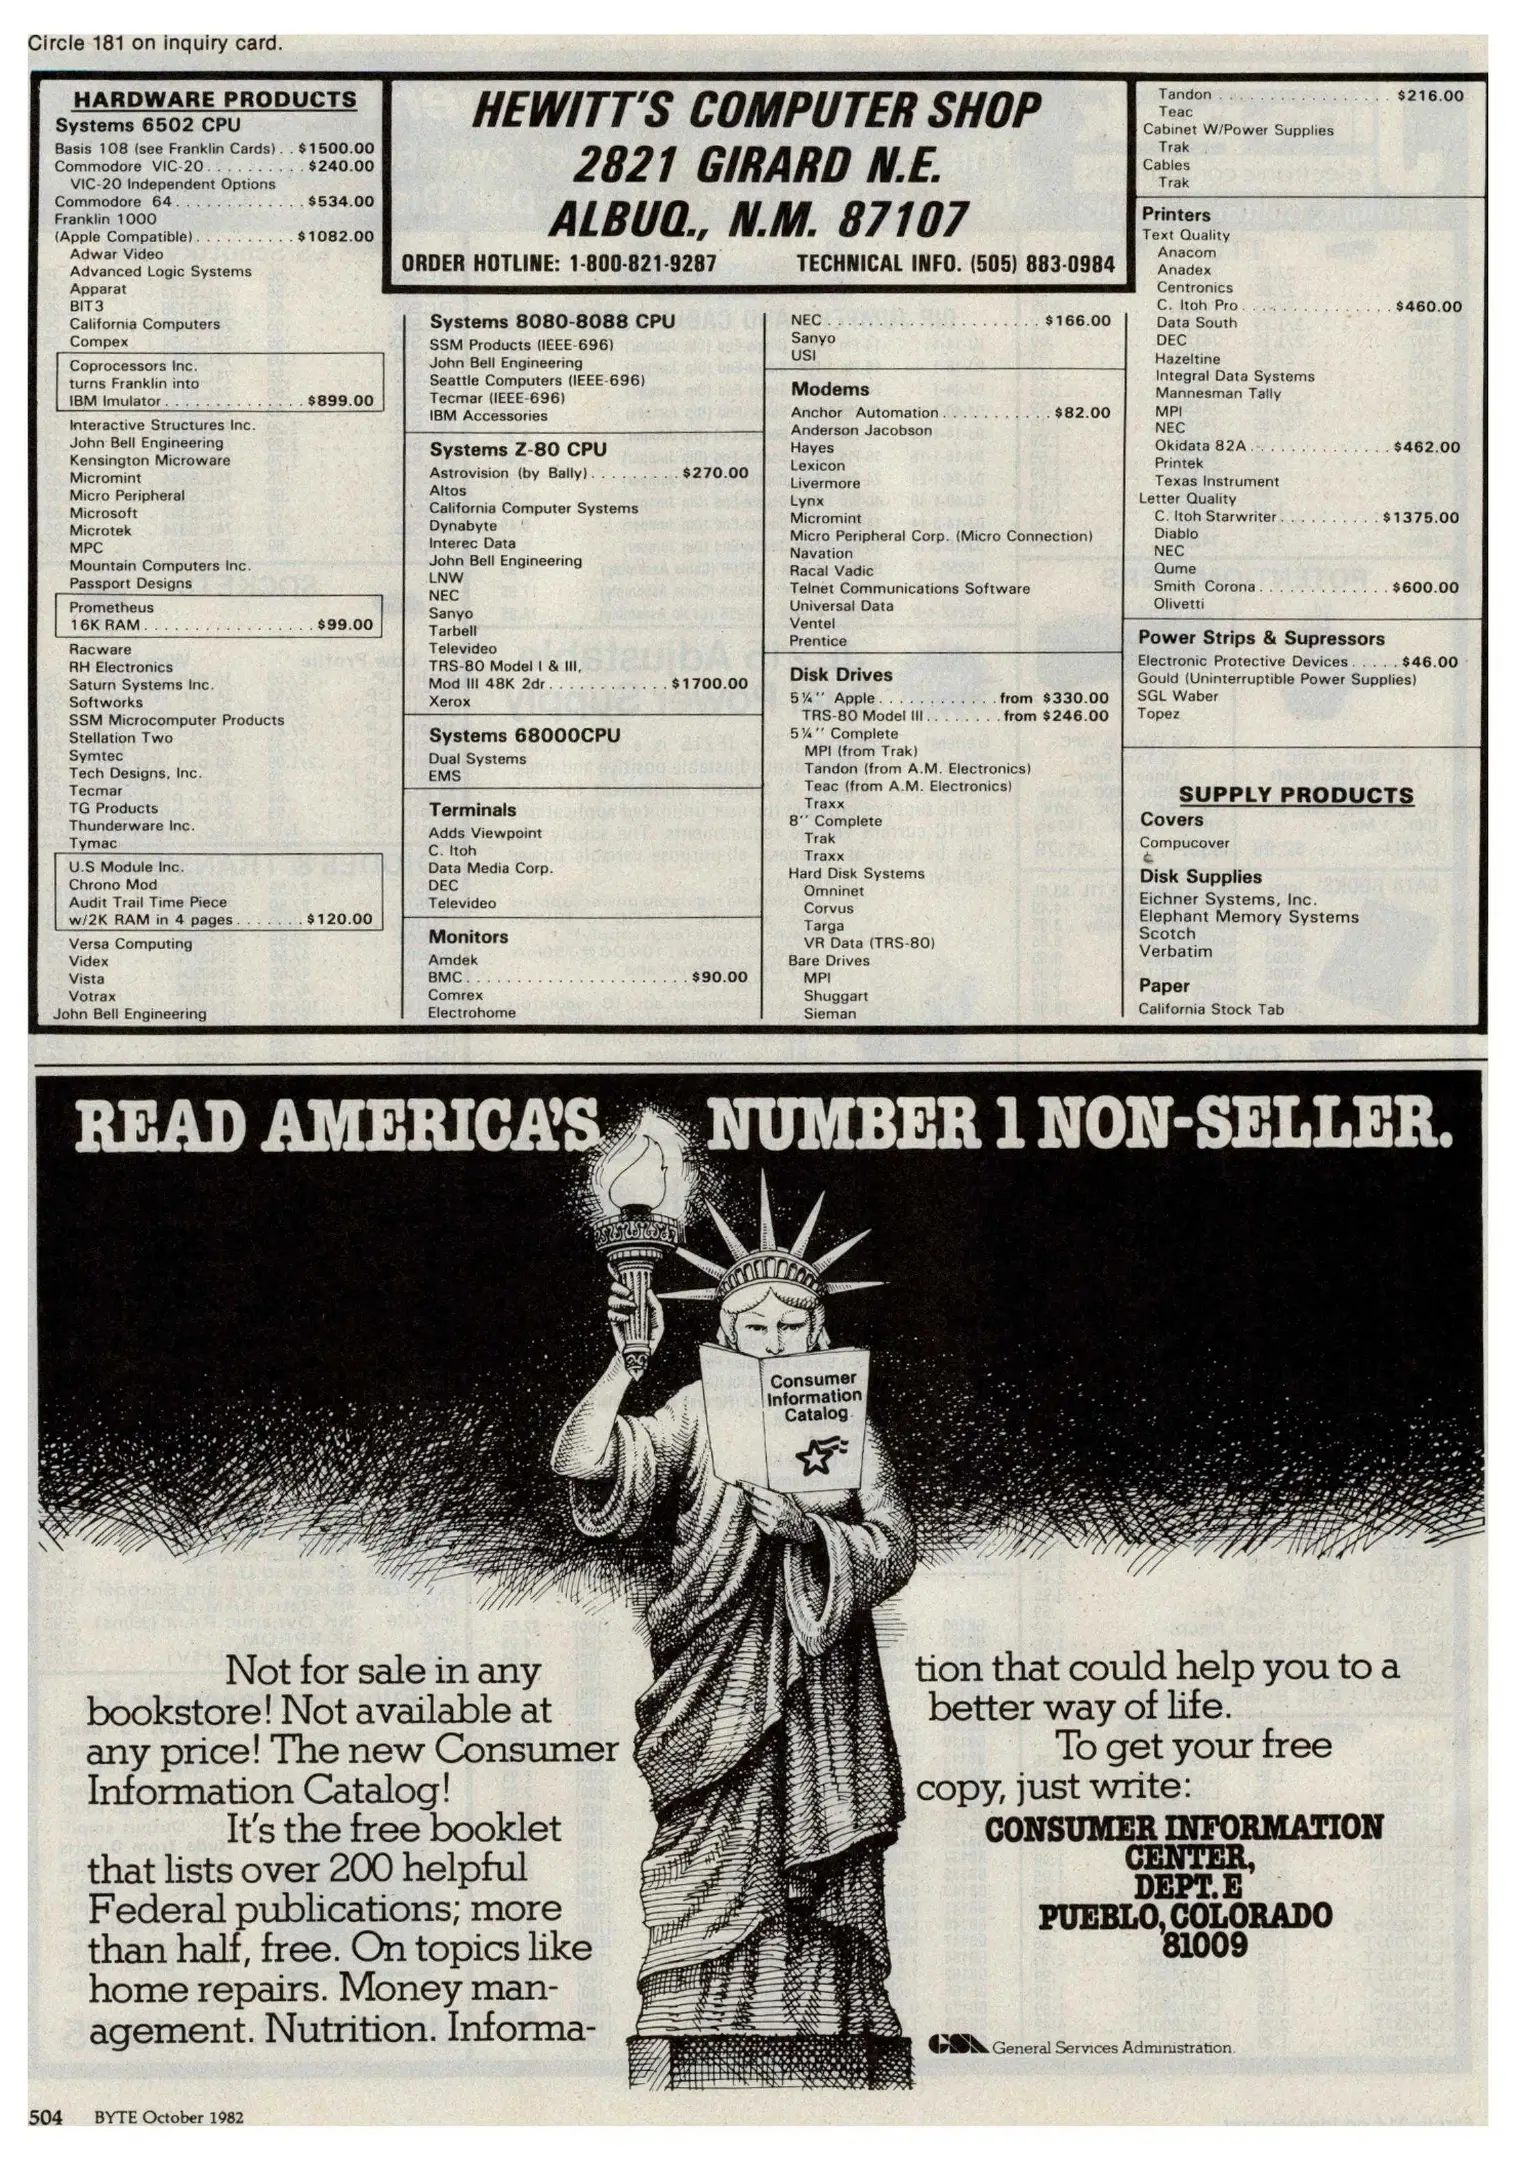 Circle 181 on inquiry card.
HARDWARE PRODUCTS
Systems 6502 CPU
Basis 108 (see Franklin Cards) . . $1500.00
Commodore VIC-20 . . . . . . . . . . $240.00
VIC-20 Independent Options
Commodore 64 . . . . . . . . . . . . . $534.00
Franklin 1000
(Apple Compatible) . . . . . . . . . . $1082.00
Adwar Video
Advanced Logic Systems
Apparat
BIT3
California Computers
Compex
Coprocessors Inc.
turns Franklin into
IBM Imulator . . . . . . . . . . . . . . $899.00
Interactive Structures Inc.
John Bell Engineering
Kensington Microware
Micromint
Micro Peripheral
Microsoft
Microtek
MPC
Mountain Computers Inc.
Passport Designs
Prometheus
16K RAM . . . . . . . . . . . . . . . . . $99.00
Racware
RH Electronics
Saturn Systems Inc.
Softworks
SSM Microcomputer Products
Stellation Two
Symtec
Tech Designs, Inc.
Tecmar
TG Products
Thunderware Inc.
Tymac
U.S Module Inc.
Chrono Mod
Audit Trail Time Piece
w/2K RAM in 4 pages . . . . . . . $120.00
Versa Computing
Videx
Vista
Votrax
John Bell Engineering
HEWITT'S COMPUTER SHOP
2821 GIRARD N.E.
ALBUQ., N.M. 87107
ORDER HOTLINE: 1-800-821-9287 TECHNICAL INFO. (505) 883-0984
Systems 8080-8088 CPU
SSM Products (IEEE-696)
John Bell Engineering
Seattle Computers (IEEE-696)
Tecmar (IEEE-696)
IBM Accessories
Systems Z-80 CPU
Astrovision (by Bally) . . . . . . . . . $270.00
Altos
California Computer Systems
Dynabyte
Interec Data
John Bell Engineering
LNW
NEC
Sanyo
Tarbell
Televideo
TRS-80 Model I & III,
Mod III 48K 2dr . . . . . . . . . . . . $1700.00
Xerox
Systems 68000CPU
Dual Systems
EMS
Terminals
Adds Viewpoint
C. Itoh
Data Media Corp.
DEC
Televideo
Monitors
Amdek
BMC . . . . . . . . . . . . . . . . . . . . . . $90.00
Comrex
Electrohome
NEC . . . . . . . . . . . . . . . . . . . . . $166.00
Sanyo
USI
Modems
Anchor Automation . . . . . . . . . . . $82.00
Anderson Jacobson
Hayes
Lexicon
Livermore
Lynx
Micromint
Micro Peripheral Corp. (Micro Connection)
Navation
Racal Vadic
Telnet Communications Software
Universal Data
Ventel
Prentice
Disk Drives
5¼'' Apple . . . . . . . . . . . . from $330.00
TRS-80 Model III . . . . . . . . from $246.00
5¼'' Complete
MPI (from Trak)
Tandon (from A.M. Electronics)
Teac (from A.M. Electronics)
Traxx
8'' Complete
Trak
Traxx
Hard Disk Systems
Omninet
Corvus
Targa
VR Data (TRS-80)
Bare Drives
MPI
Shuggart
Sieman
Tandon . . . . . . . . . . . . . . . . . $216.00
Teac
Cabinet W/Power Supplies
Trak
Cables
Trak
Printers
Text Quality
Anacom
Anadex
Centronics
C. Itoh Pro . . . . . . . . . . . . . . . $460.00
Data South
DEC
Hazeltine
Integral Data Systems
Mannesman Tally
MPI
NEC
Okidata 82A . . . . . . . . . . . . . . $462.00
Printek
Texas Instrument
Letter Quality
C. Itoh Starwriter . . . . . . . . . . $1375.00
Diablo
NEC
Qume
Smith Corona . . . . . . . . . . . . . $600.00
Olivetti
Power Strips & Supressors
Electronic Protective Devices . . . . . $46.00
Gould (Uninterruptible Power Supplies)
SGL Waber
Topez
SUPPLY PRODUCTS
Covers
Compucover
Disk Supplies
Eichner Systems, Inc.
Elephant Memory Systems
Scotch
Verbatim
Paper
California Stock Tab
READ AMERICA'S NUMBER 1 NON-SELLER.
Consumer
Information
Catalog
Not for sale in any
bookstore! Not available at
any price! The new Consumer
Information Catalog!
It's the free booklet
that lists over 200 helpful
Federal publications; more
than half, free. On topics like
home repairs. Money man-
agement. Nutrition. Informa-
tion that could help you to a
better way of life.
To get your free
copy, just write:
CONSUMER INFORMATION
CENTER,
DEPT. E
PUEBLO, COLORADO
81009
GSA General Services Administration.
504 BYTE October 1982